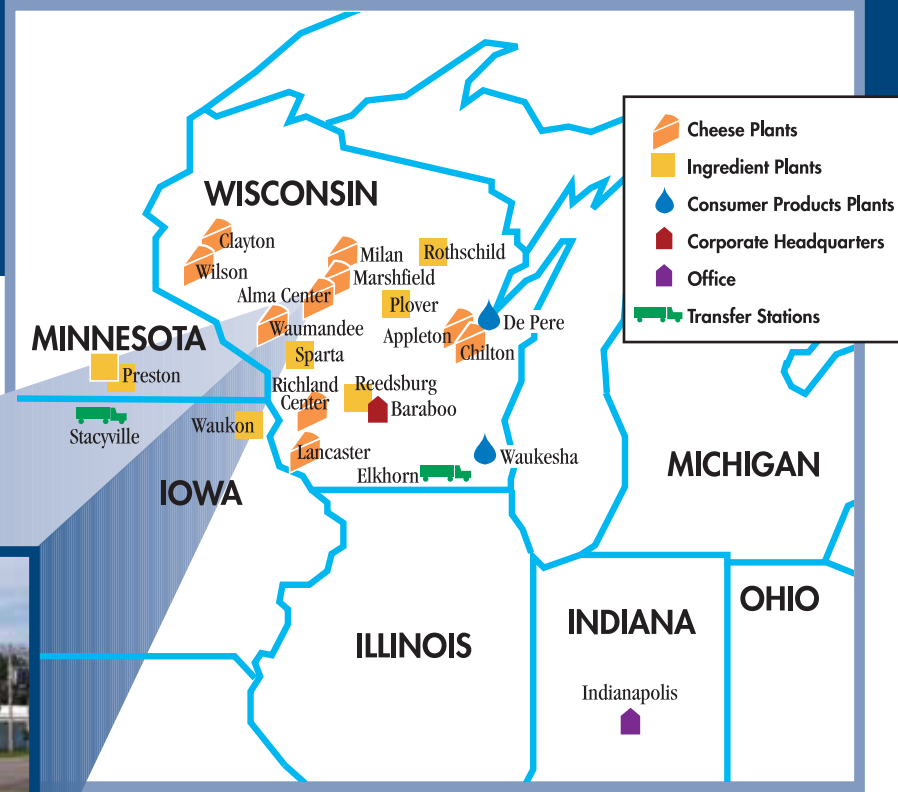 Cheese Plants
Ingredient Plants
Consumer Products Plants
Corporate Headquarters
Office
Transfer Stations
WISCONSIN
Clayton
Wilson
Milan
Rothschild
Marshfield
Alma Center
Plover
Waumandee
Appleton
De Pere
Chilton
MINNESOTA
Sparta
Preston
Richland
Center
Reedsburg
Baraboo
Stacyville
Waukon
Lancaster
Waukesha
Elkhorn
MICHIGAN
IOWA
ILLINOIS
INDIANA
OHIO
Indianapolis